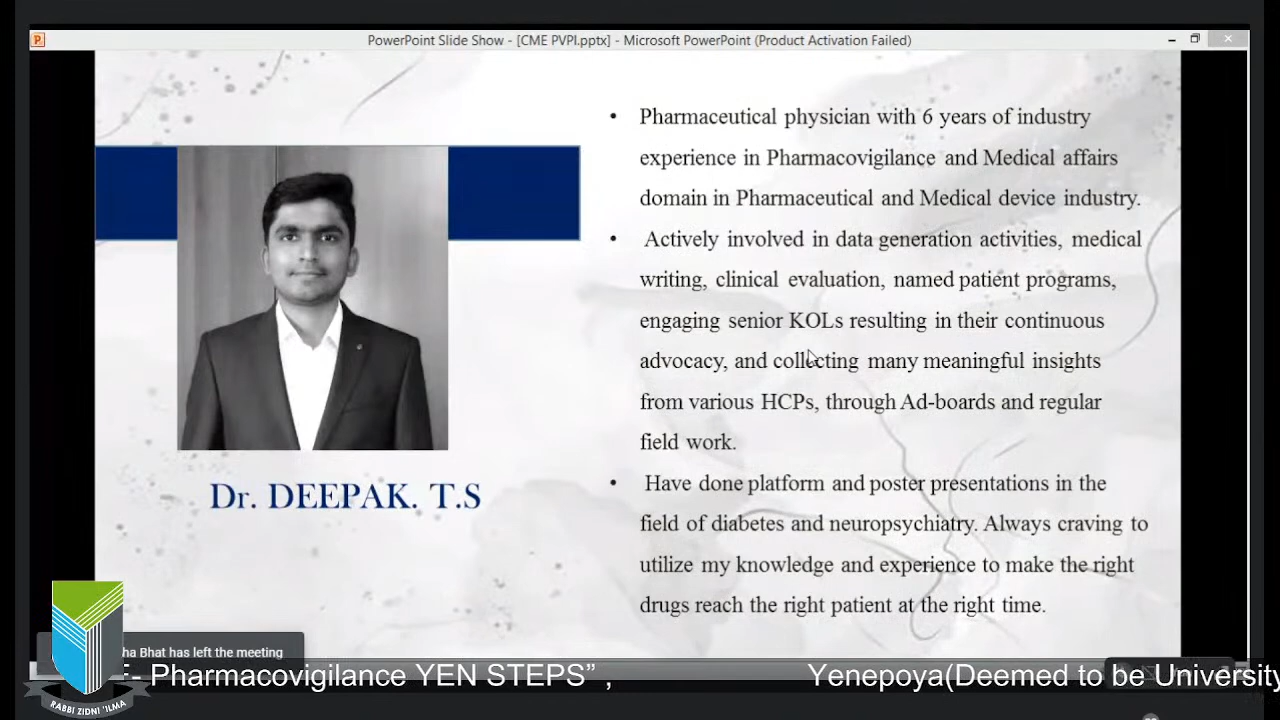 PowerPoint Slide Show - [CME PVPI.pptx] - Microsoft PowerPoint (Product Activation Failed)
• Pharmaceutical physician with 6 years of industry
experience in Pharmacovigilance and Medical affairs
domain in Pharmaceutical and Medical device industry.
• Actively involved in data generation activities, medical
writing, clinical evaluation, named patient programs,
engaging senior KOLs resulting in their continuous
advocacy, and collecting many meaningful insights
from various HCPs, through Ad-boards and regular
field work.
• Have done platform and poster presentations in the
field of diabetes and neuropsychiatry. Always craving to
utilize my knowledge and experience to make the right
drugs reach the right patient at the right time.
Dr. DEEPAK. T.S
Bhat has left the meeting
- Pharmacovigilance YEN STEPS” , Yenepoya(Deemed to be University
RABBI ZIDNI 'ILMA